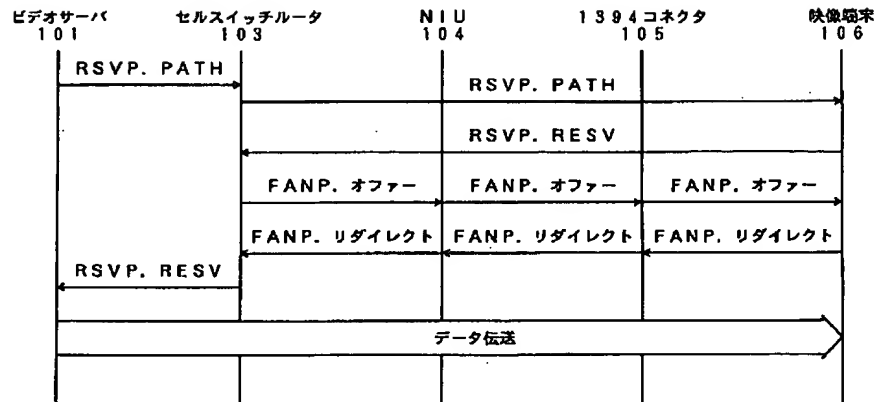 ビデオサーバ セルスイッチルータ NIU 1394コネクタ 映像端末
101 103 104 105 106
RSVP. PATH
RSVP. PATH
RSVP. RESV
FANP. オファー FANP. オファー FANP. オファー
FANP. リダイレクト FANP. リダイレクト FANP. リダイレクト
RSVP. RESV
データ伝送